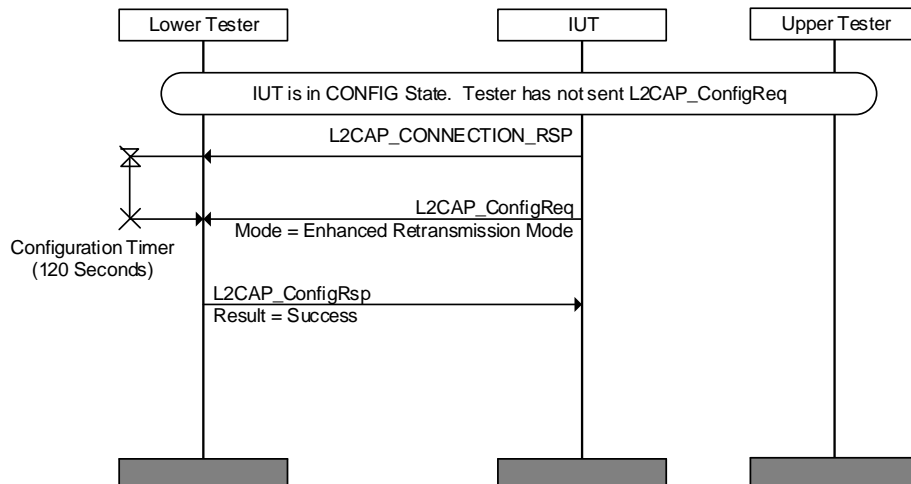 Lower Tester
IUT
Upper Tester
IUT is in CONFIG State. Tester has not sent L2CAP_ConfigReq
L2CAP_CONNECTION_RSP
L2CAP_ConfigReq
Mode = Enhanced Retransmission Mode
Configuration Timer
(120 Seconds)
L2CAP_ConfigRsp
Result = Success